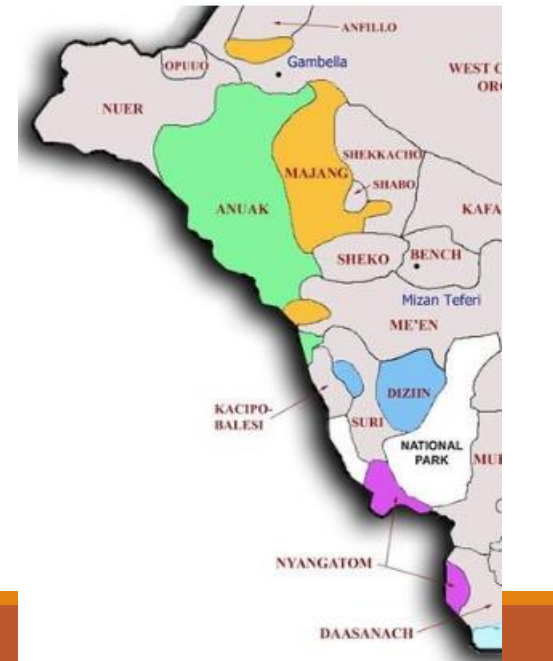 ANFILLO
OPUUO
Gambella
WEST
OR
NUER
SHEKKACHO
MAJANG
SHABO
ANUAK
KAFA
SHEKO
BENCH
Mizan Teferi
ME'EN
DIZIN
KACIPO-
BALESI
SURI
NATIONAL
PARK
MU
NYANGATOM
DAASANACH